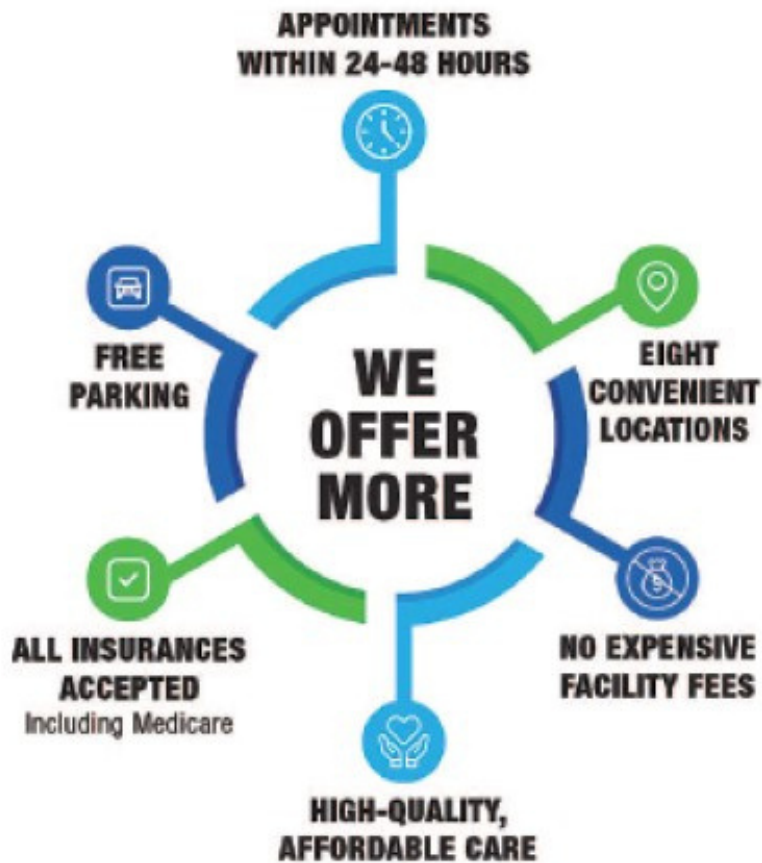 APPOINTMENTS
WITHIN 24-48 HOURS
EIGHT
CONVENIENT
LOCATIONS
NO EXPENSIVE
FACILITY FEES
HIGH-QUALITY,
AFFORDABLE CARE
ALL INSURANCES
ACCEPTED
Including Medicare
FREE
PARKING
WE
OFFER
MORE
$